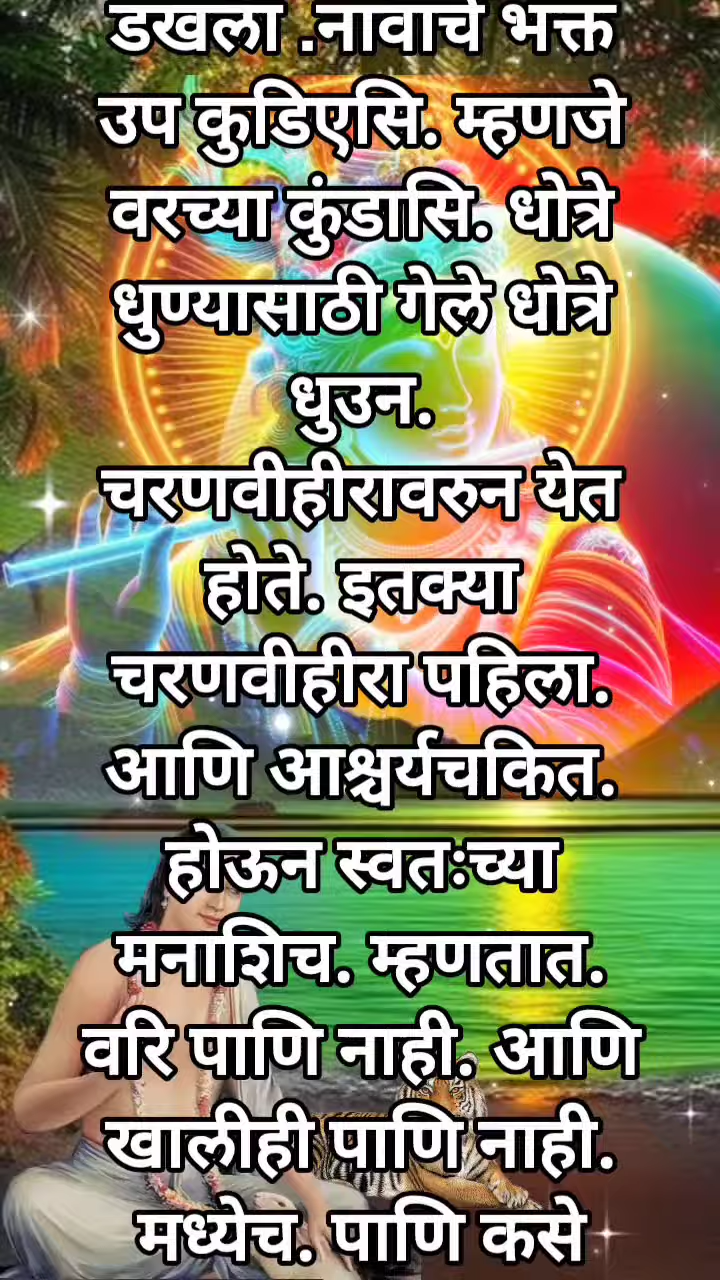 डखला .नावाचे भक्त
उप कुडिएसि. म्हणजे
वरच्या कुंडासि. धोत्रे
धुण्यासाठी गेले धोत्रे
धुउन.
चरणवीहीरावरुन येत
होते. इतक्या
चरणवीहीरा पहिला.
आणि आश्चर्यचकित.
होऊन स्वतःच्या
मनाशिच. म्हणतात.
वरि पाणि नाही. आणि
खालीही पाणि नाही.
मध्येच. पाणि कसे